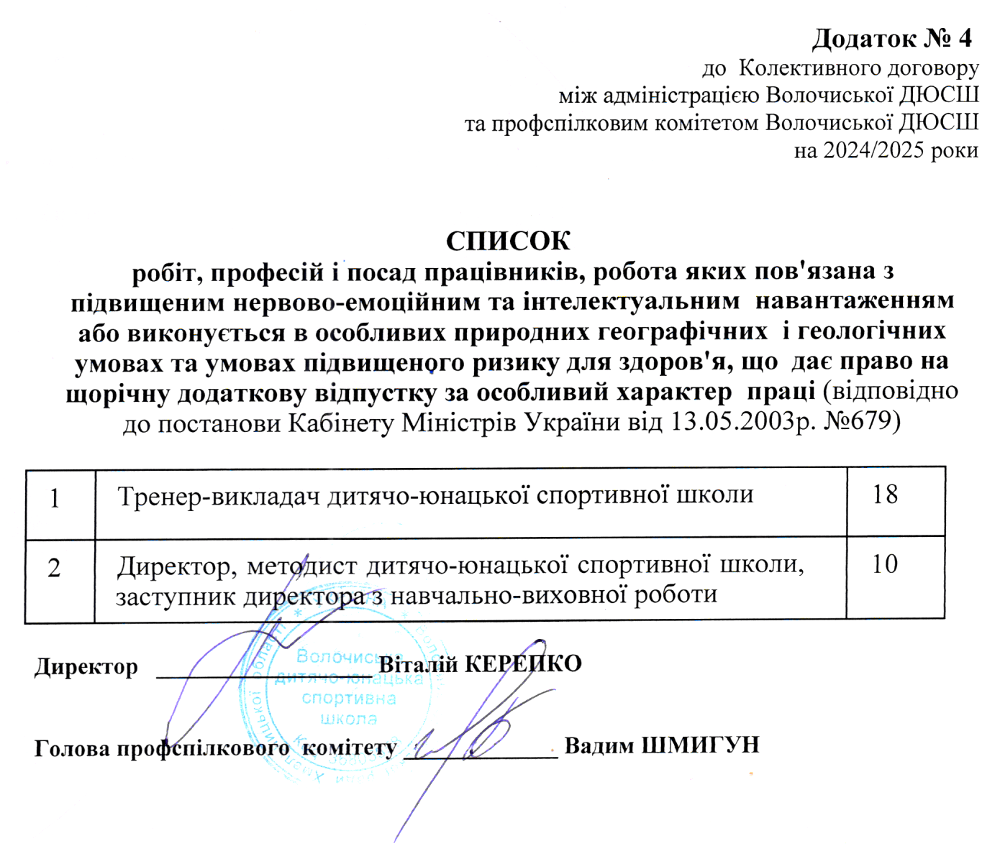 Додаток № 4
до Колективного договору
між адміністрацією Волочиської ДЮСШ
та профспілковим комітетом Волочиської ДЮСШ
на 2024/2025 роки
СПИСОК
робіт, професій і посад працівників, робота яких пов'язана з
підвищеним нервово-емоційним та інтелектуальним навантаженням
або виконується в особливих природних географічних і геологічних
умовах та умовах підвищеного ризику для здоров'я, що дає право на
щорічну додаткову відпустку за особливий характер праці (відповідно
до постанови Кабінету Міністрів України від 13.05.2003р. №679)
1 Тренер-викладач дитячо-юнацької спортивної школи 18
2 Директор, методист дитячо-юнацької спортивної школи, 10
заступник директора з навчально-виховної роботи
Директор Віталій КЕРЕПКО
Волочиська
дитячо-юнацька
спортивна
школа
Голова профспілкового комітету Вадим ШМИГУН